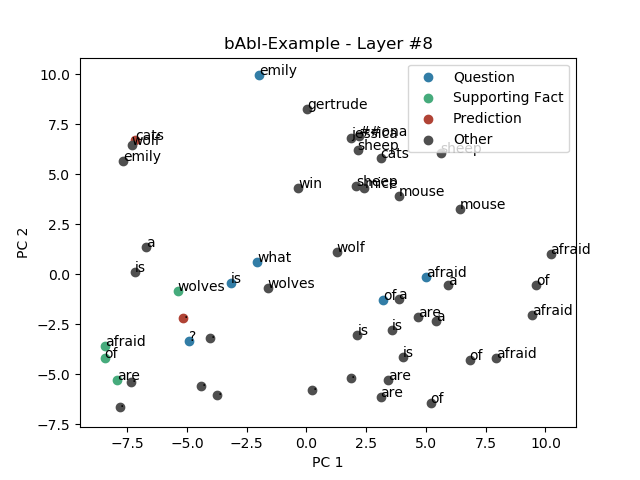 bAbI-Example - Layer #8
10.0
7.5
5.0
2.5
0.0
−2.5
−5.0
−7.5
PC 2
−7.5
−5.0
−2.5
0.0
2.5
5.0
7.5
10.0
PC 1
Question
Supporting Fact
Prediction
Other
emily
gertrude
cats
wolf
emily
##ona
jessica
sheep
cats
sheep
win
sheep
mice
mouse
mouse
a
is
what
is
wolf
wolves
wolves
afraid
a
afraid
of
of
a
are
a
afraid
?
is
is
afraid
of
are
is
of
afraid
are
are
of